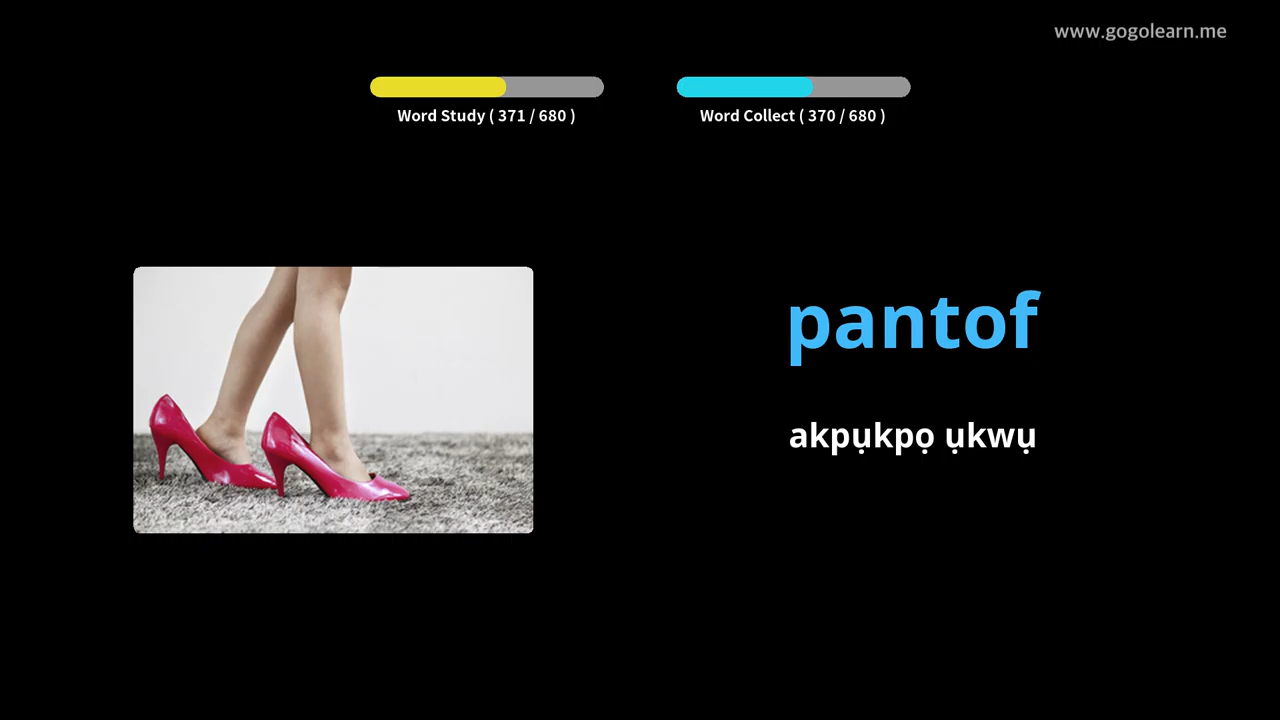 www.gogolearn.me
Word Study ( 371 / 680 )
Word Collect ( 370 / 680 )
pantof
akpụkpọ ụkwụ